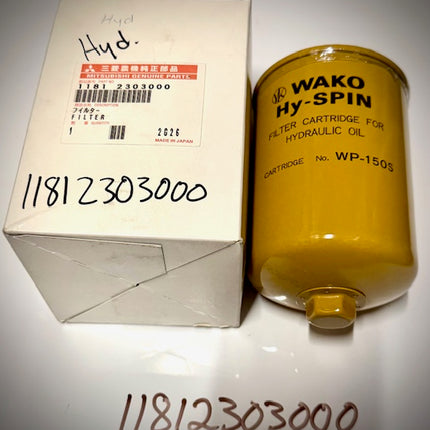 Hyd
Hyd.
三菱農機純正部品
MITSUBISHI GENUINE PARTS
1181 2303000
フィルター
FILTER
1
2G26
MADE IN JAPAN
11812303000
WAKO
Hy-SPIN
FILTER CARTRIDGE FOR
HYDRAULIC OIL
CARTRIDGE No. WP-150S
11812303000